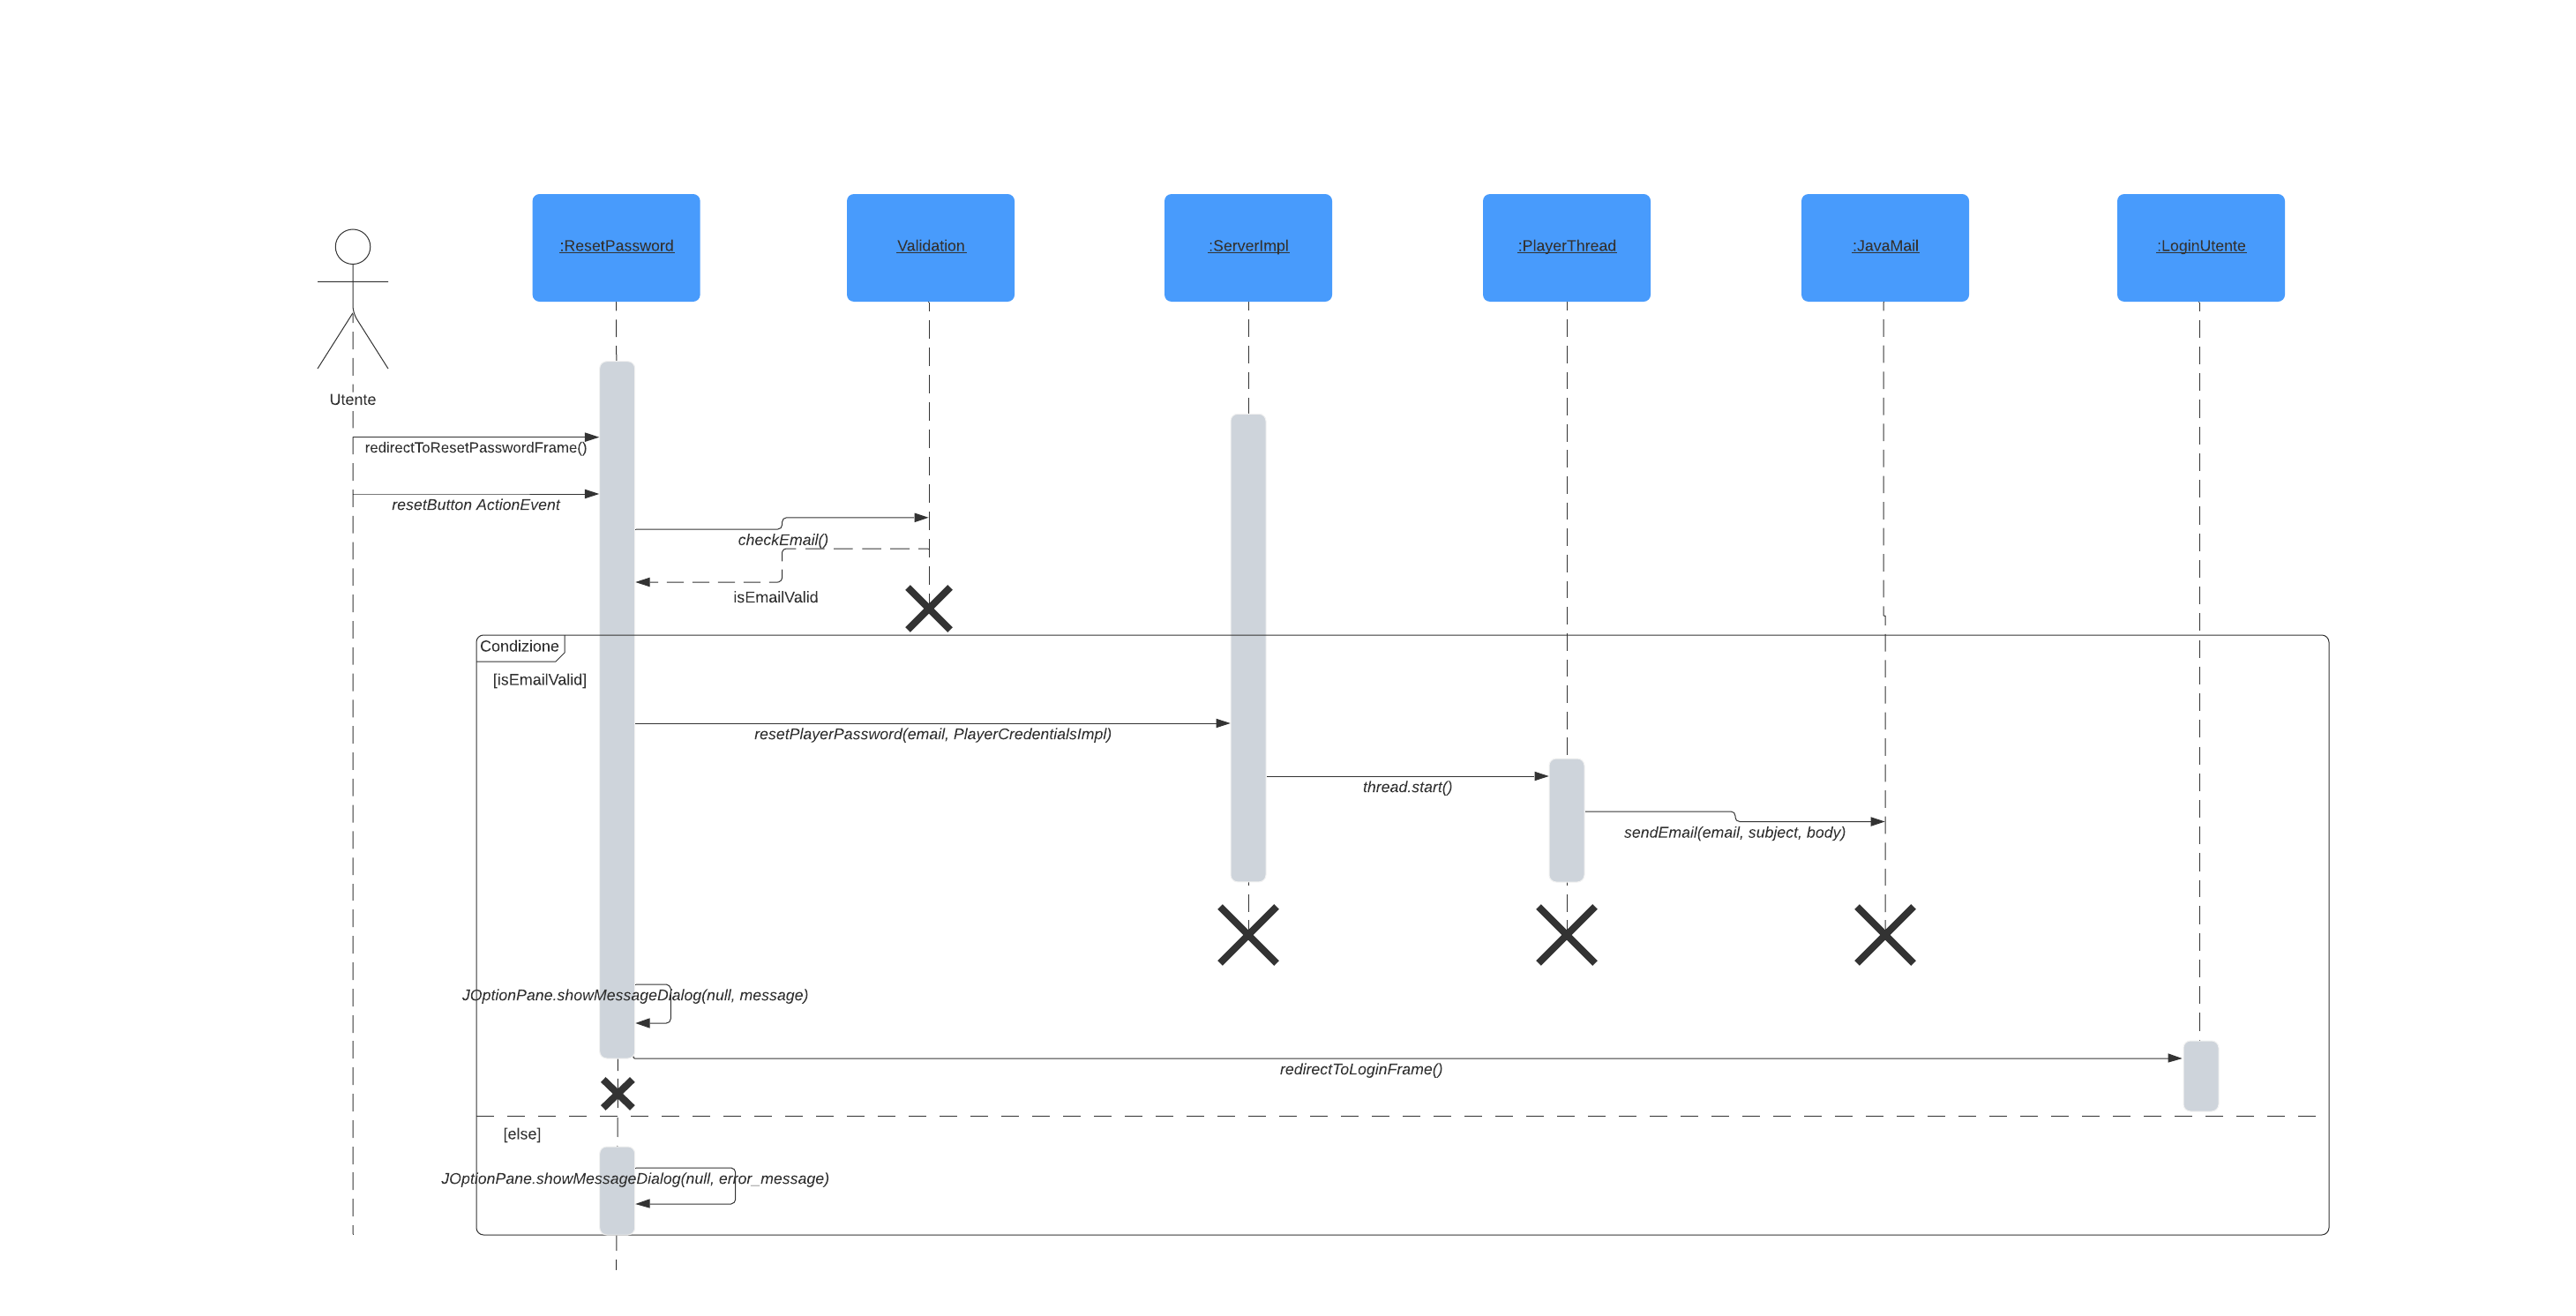 :ResetPassword
Validation
:ServerImpl
:PlayerThread
:JavaMail
:LoginUtente
Utente
redirectToResetPasswordFrame()
resetButton ActionEvent
checkEmail()
isEmailValid
Condizione
[isEmailValid]
resetPlayerPassword(email, PlayerCredentialsImpl)
thread.start()
sendEmail(email, subject, body)
JOptionPane.showMessageDialog(null, message)
redirectToLoginFrame()
[else]
JOptionPane.showMessageDialog(null, error_message)